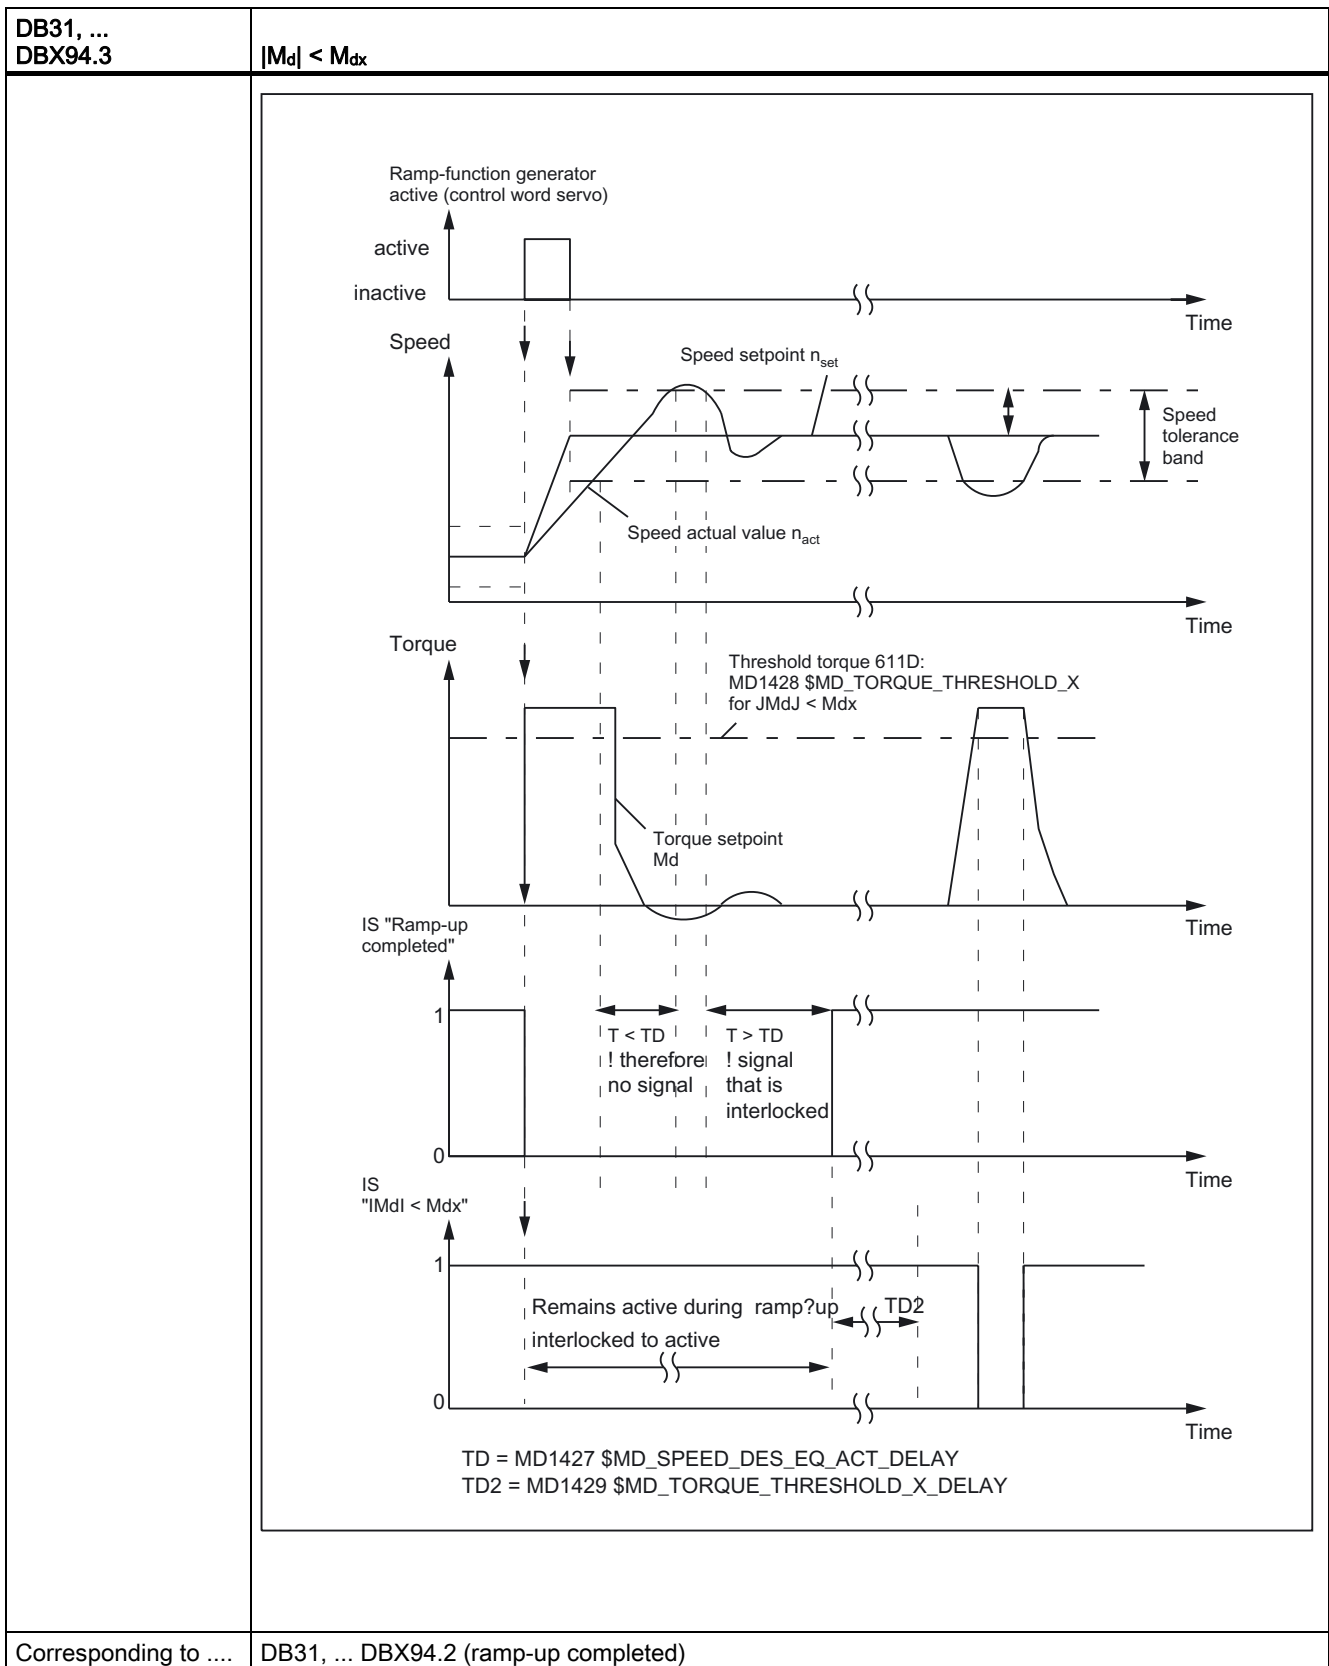 DB31, ...
DBX94.3
|Md| < Mdx
Ramp-function generator
active (control word servo)
active
inactive
Time
Speed
Speed setpoint nset
Speed
tolerance
band
Speed actual value nact
Time
Torque
Threshold torque 611D:
MD1428 $MD_TORQUE_THRESHOLD_X
for JMdJ < Mdx
Torque setpoint
Md
Time
IS "Ramp-up
completed"
1
T < TD
! therefore
no signal
T > TD
! signal
that is
interlocked
0
Time
IS
"IMdI < Mdx"
1
Remains active during ramp?up
interlocked to active
TD2
0
Time
TD = MD1427 $MD_SPEED_DES_EQ_ACT_DELAY
TD2 = MD1429 $MD_TORQUE_THRESHOLD_X_DELAY
Corresponding to ....
DB31, ... DBX94.2 (ramp-up completed)